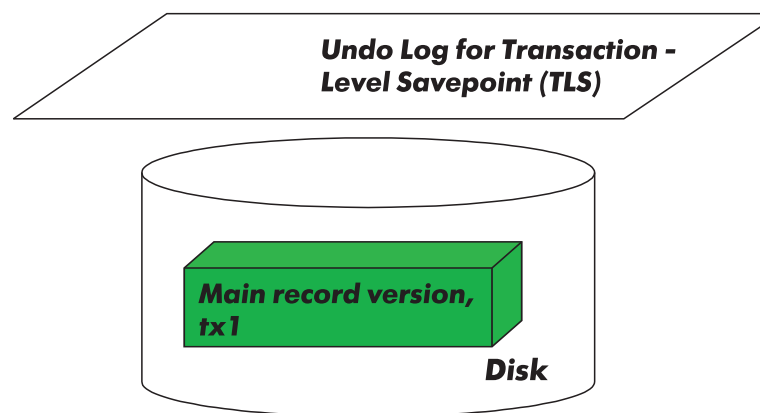 Undo Log for Transaction -
Level Savepoint (TLS)
Main record version,
tx1
Disk